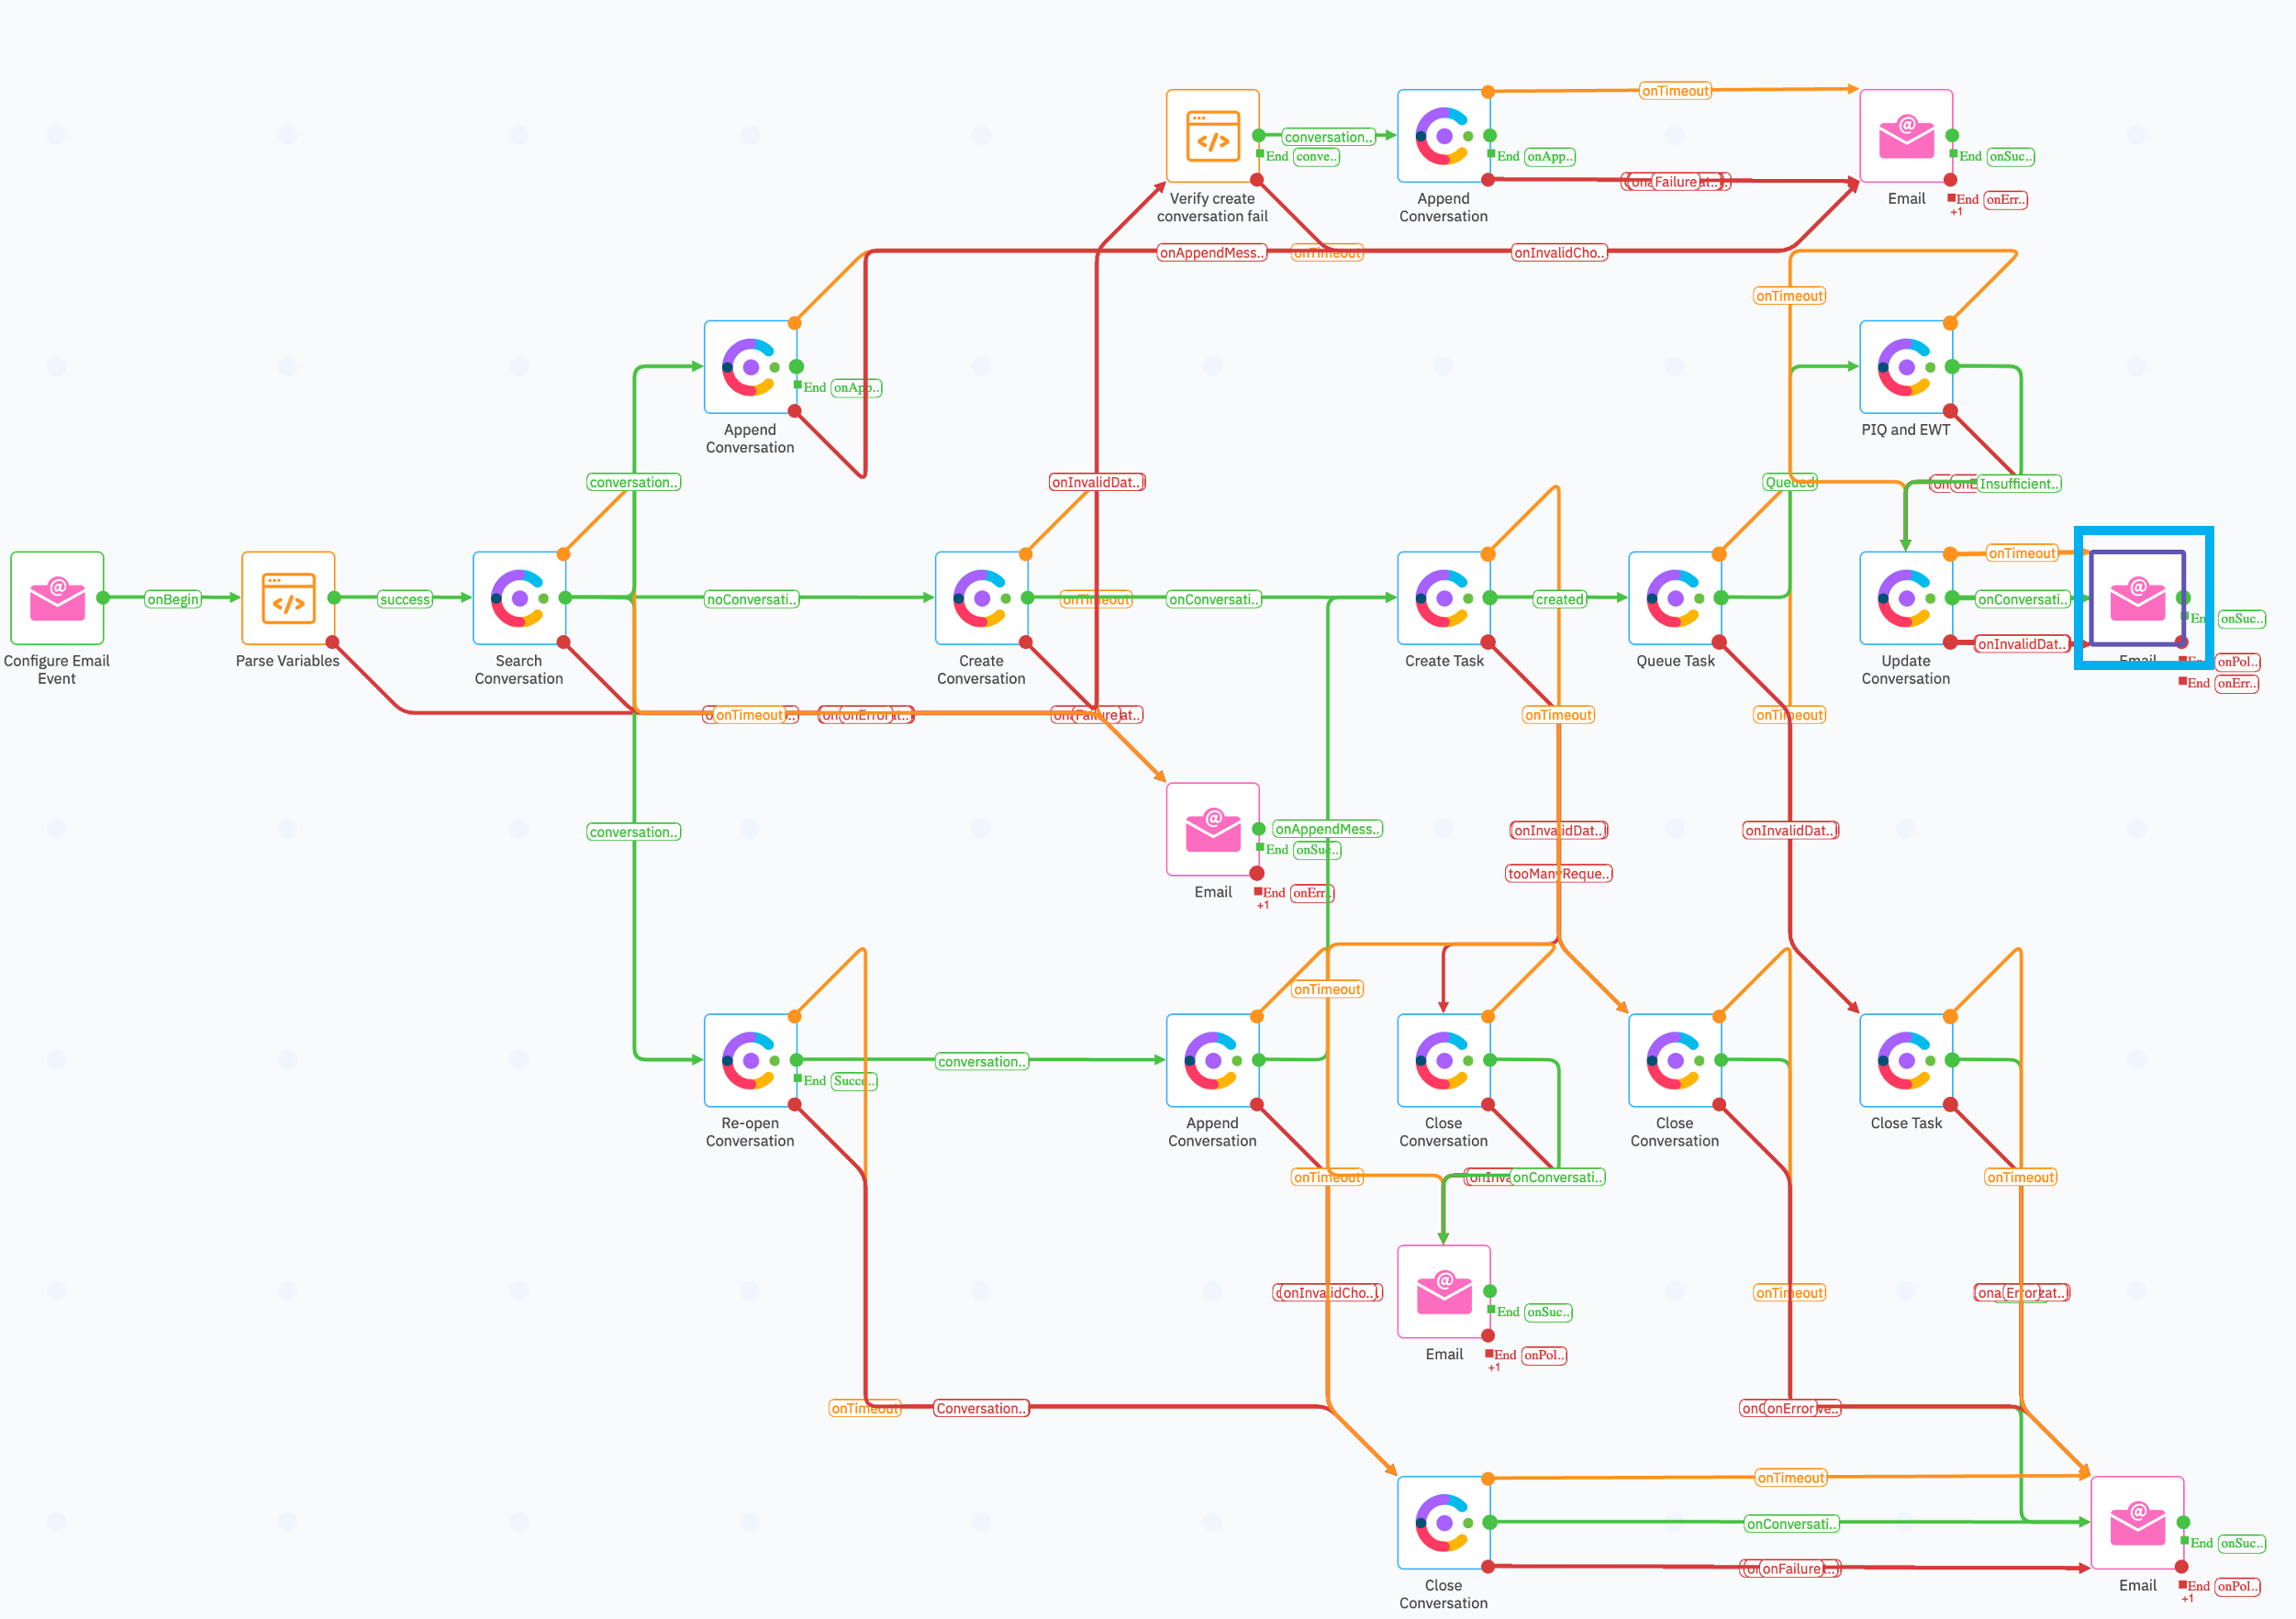 onTimeout
conversation..
End conve..
End onApp..
Failure
End onSuc..
End onErr..
+1
Verify create
conversation fail
Append
Conversation
Email
onAppendMess..
onTimeout
onInvalidCho..
onTimeout
End onApp..
Append
Conversation
PIQ and EWT
conversation..
onInvalidDat..
Queued
Insufficient..
onTimeout
onBegin
success
noConversati..
onTimeout
onConversati..
created
onConversati..
End onSuc..
onInvalidDat..
Configure Email
Event
Parse Variables
Search
Conversation
Create
Conversation
Create Task
Queue Task
Update
Conversation
Email
End onPol..
End onErr..
onTimeout
onError
Failure
onTimeout
onTimeout
conversation..
onAppendMess..
onInvalidDat..
onInvalidDat..
End onSuc..
tooManyReque..
Email
End onErr..
+1
onTimeout
conversation..
End Succe..
Re-open
Conversation
Append
Conversation
Close
Conversation
Close
Conversation
Close Task
onTimeout
onConversati..
onTimeout
onInvalidCho..
onTimeout
Error
End onSuc..
Email
End onPol..
+1
onTimeout
Conversation..
onError
onTimeout
onConversati..
End onSuc..
onFailure
Close
Conversation
Email
End onPol..
+1